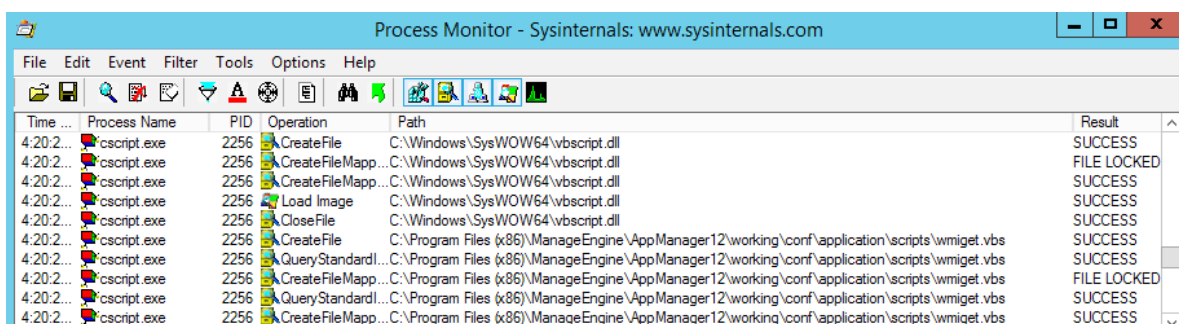 Process Monitor - Sysinternals: www.sysinternals.com
File Edit Event Filter Tools Options Help
Time ... Process Name PID Operation Path Result
4:20:2... cscript.exe 2256 CreateFile C:\Windows\SysWOW64\vbscript.dll SUCCESS
4:20:2... cscript.exe 2256 CreateFileMapp... C:\Windows\SysWOW64\vbscript.dll FILE LOCKED
4:20:2... cscript.exe 2256 CreateFileMapp... C:\Windows\SysWOW64\vbscript.dll SUCCESS
4:20:2... cscript.exe 2256 Load Image C:\Windows\SysWOW64\vbscript.dll SUCCESS
4:20:2... cscript.exe 2256 CloseFile C:\Windows\SysWOW64\vbscript.dll SUCCESS
4:20:2... cscript.exe 2256 CreateFile C:\Program Files (x86)\ManageEngine\AppManager12\working\conf\application\scripts\wmiget.vbs SUCCESS
4:20:2... cscript.exe 2256 QueryStandardI... C:\Program Files (x86)\ManageEngine\AppManager12\working\conf\application\scripts\wmiget.vbs SUCCESS
4:20:2... cscript.exe 2256 CreateFileMapp... C:\Program Files (x86)\ManageEngine\AppManager12\working\conf\application\scripts\wmiget.vbs FILE LOCKED
4:20:2... cscript.exe 2256 QueryStandardI... C:\Program Files (x86)\ManageEngine\AppManager12\working\conf\application\scripts\wmiget.vbs SUCCESS
4:20:2... cscript.exe 2256 CreateFileMapp... C:\Program Files (x86)\ManageEngine\AppManager12\working\conf\application\scripts\wmiget.vbs SUCCESS